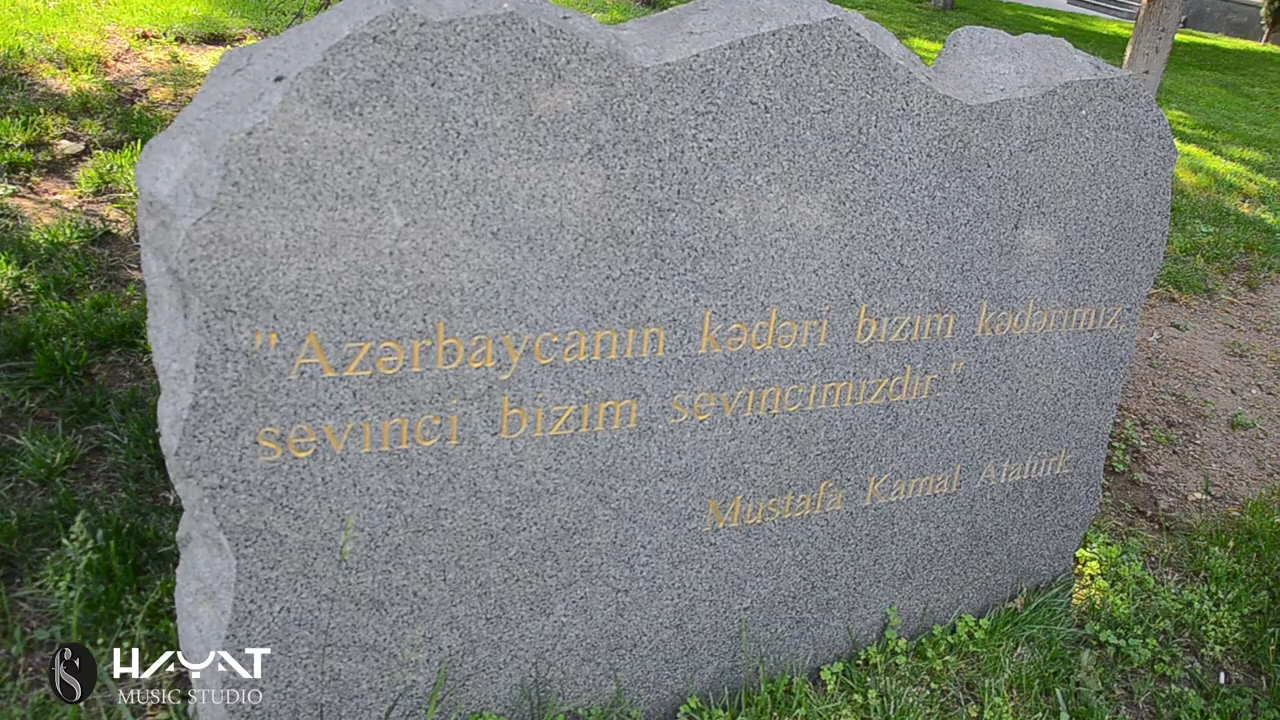 "Azərbaycanın kədəri bizim kədərimiz,
sevinci bizim sevincimizdir."
Mustafa Kamal Atatürk
HAYAT
MUSIC STUDIO